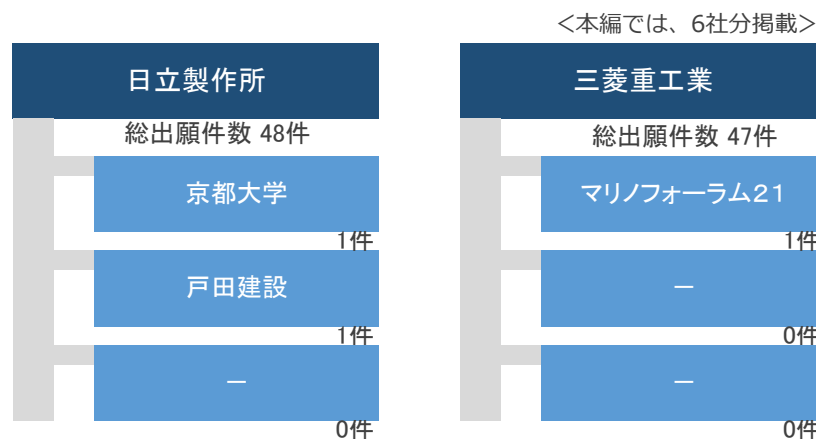 <本編では、6社分掲載>
日立製作所
総出願件数 48件
京都大学
1件
戸田建設
1件
－
0件
三菱重工業
総出願件数 47件
マリノフォーラム２１
1件
－
0件
－
0件